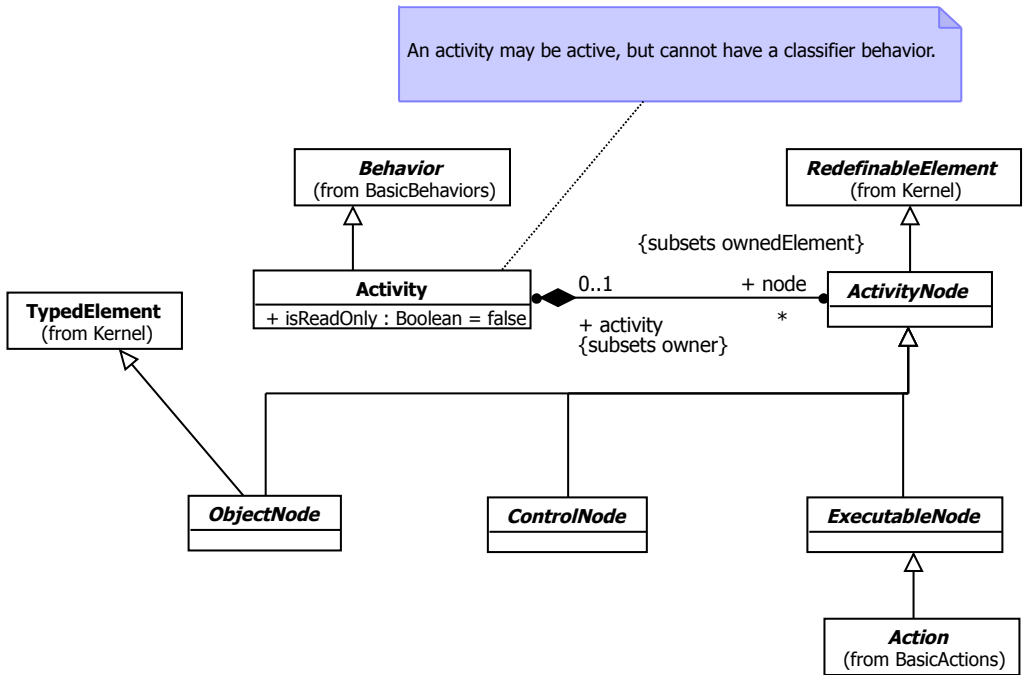 An activity may be active, but cannot have a classifier behavior.
Behavior
(from BasicBehaviors)
RedefinableElement
(from Kernel)
{subsets ownedElement}
Activity
+ isReadOnly : Boolean = false
0..1
+ node
+ activity
{subsets owner}
*
ActivityNode
TypedElement
(from Kernel)
ObjectNode
ControlNode
ExecutableNode
Action
(from BasicActions)